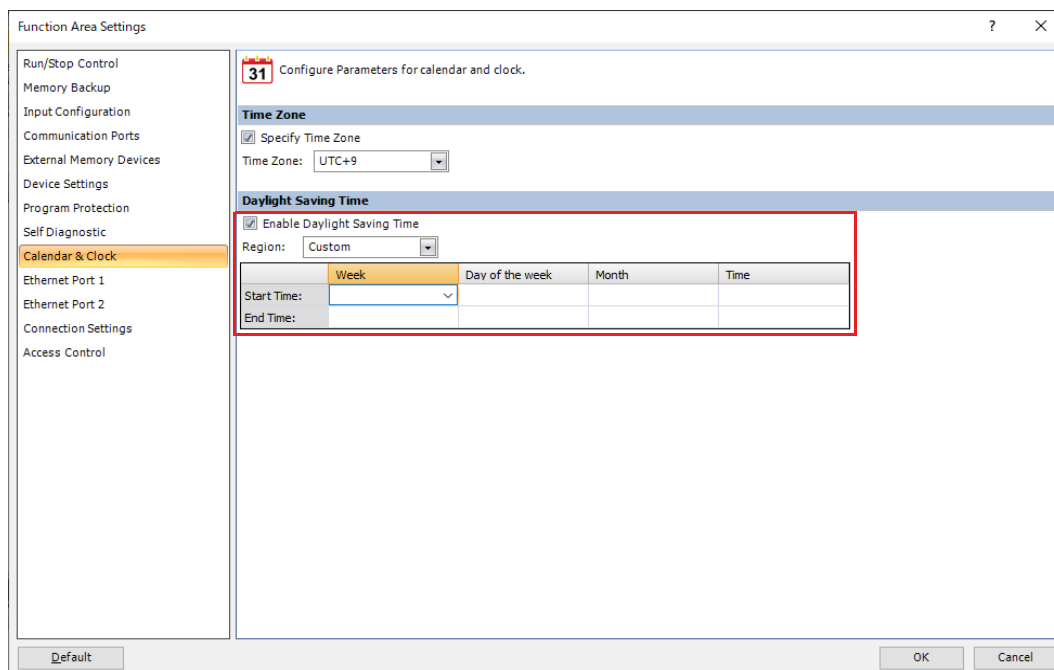 Function Area Settings
?
Run/Stop Control
Memory Backup
Input Configuration
Communication Ports
External Memory Devices
Device Settings
Program Protection
Self Diagnostic
Calendar & Clock
Ethernet Port 1
Ethernet Port 2
Connection Settings
Access Control
31 Configure Parameters for calendar and clock.
Time Zone
Specify Time Zone
Time Zone: UTC+9
Daylight Saving Time
Enable Daylight Saving Time
Region: Custom
Week Day of the week Month Time
Start Time:
End Time:
Default OK Cancel